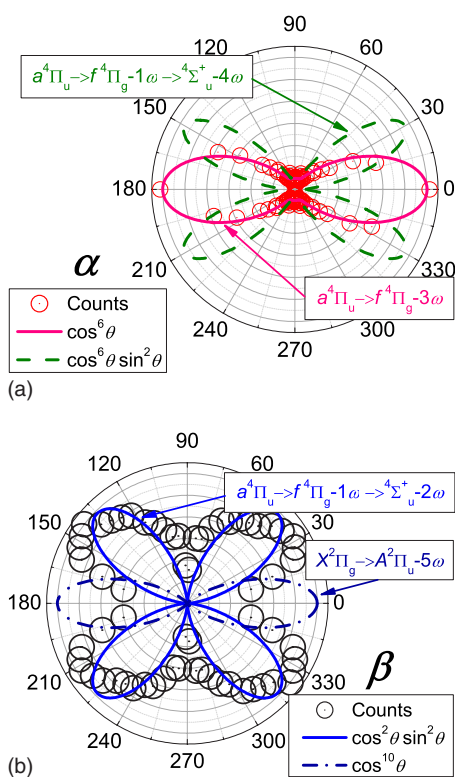 90
120
60
a⁴Πᵤ–>f⁴Π_g-1ω–>⁴Σ⁺ᵤ-4ω
150
30
180
0
210
330
α
a⁴Πᵤ–>f⁴Π_g-3ω
240
300
270
Counts
cos⁶θ
cos⁶θ sin²θ
(a)
90
120
60
a⁴Πᵤ–>f⁴Π_g-1ω–>⁴Σ⁺ᵤ-2ω
150
30
X²Π_g–>A²Πᵤ-5ω
180
0
210
330
β
240
300
270
Counts
cos²θ sin²θ
cos¹⁰θ
(b)